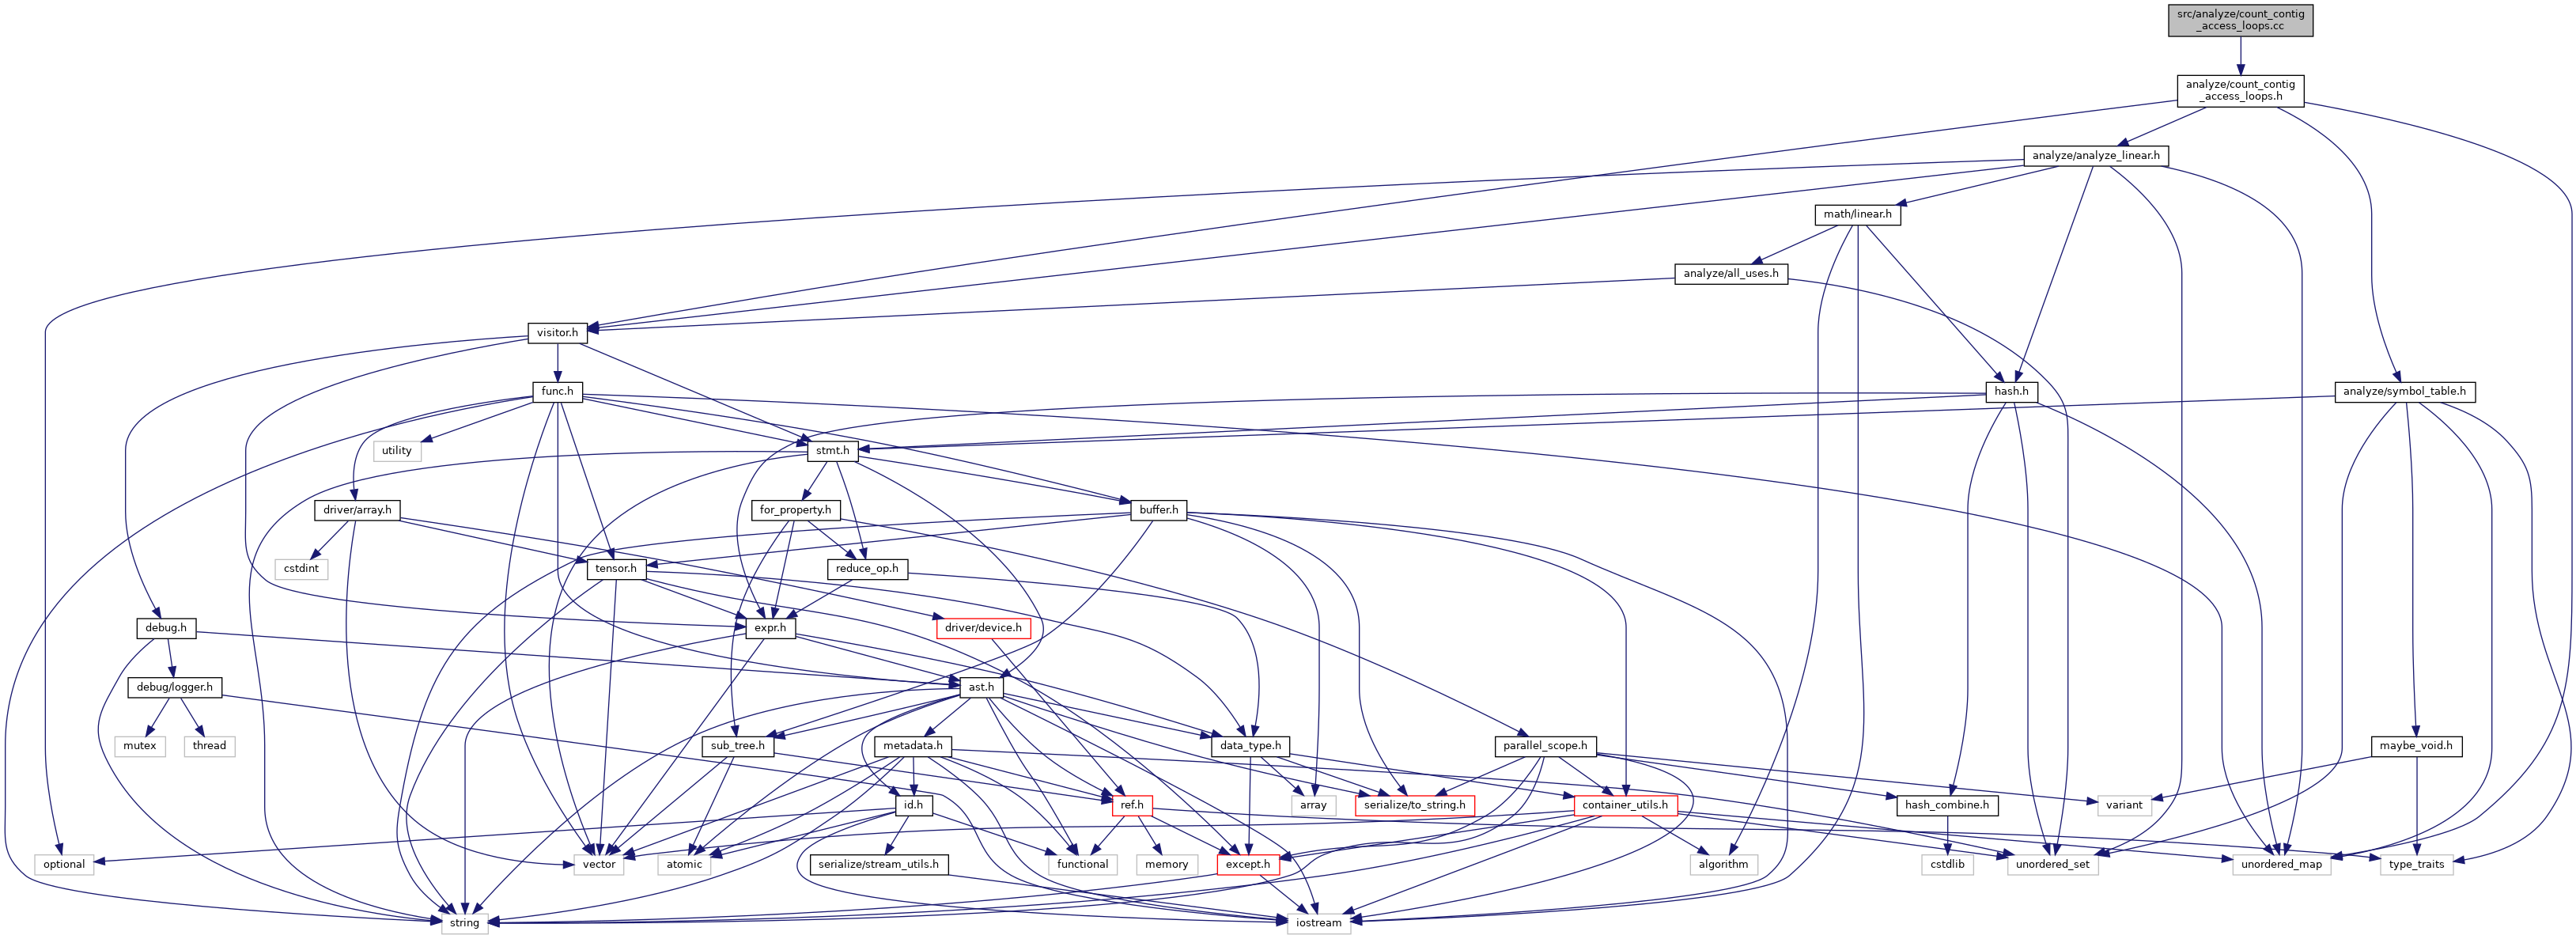 src/analyze/count_contig
_access_loops.cc
analyze/count_contig
_access_loops.h
analyze/analyze_linear.h
math/linear.h
analyze/all_uses.h
visitor.h
func.h
hash.h
analyze/symbol_table.h
utility
stmt.h
driver/array.h
for_property.h
buffer.h
cstdint
tensor.h
reduce_op.h
debug.h
expr.h
driver/device.h
debug/logger.h
ast.h
mutex
thread
sub_tree.h
metadata.h
data_type.h
parallel_scope.h
maybe_void.h
id.h
ref.h
array
serialize/to_string.h
container_utils.h
hash_combine.h
variant
optional
vector
atomic
serialize/stream_utils.h
functional
memory
except.h
algorithm
cstdlib
unordered_set
unordered_map
type_traits
string
iostream